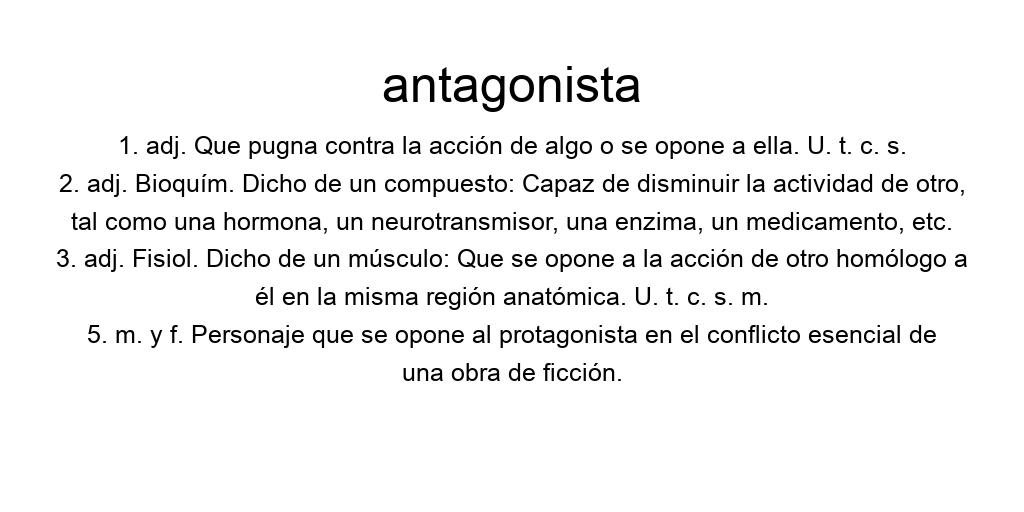 antagonista
1. adj. Que pugna contra la acción de algo o se opone a ella. U. t. c. s.
2. adj. Bioquím. Dicho de un compuesto: Capaz de disminuir la actividad de otro,
tal como una hormona, un neurotransmisor, una enzima, un medicamento, etc.
3. adj. Fisiol. Dicho de un músculo: Que se opone a la acción de otro homólogo a
él en la misma región anatómica. U. t. c. s. m.
5. m. y f. Personaje que se opone al protagonista en el conflicto esencial de
una obra de ficción.